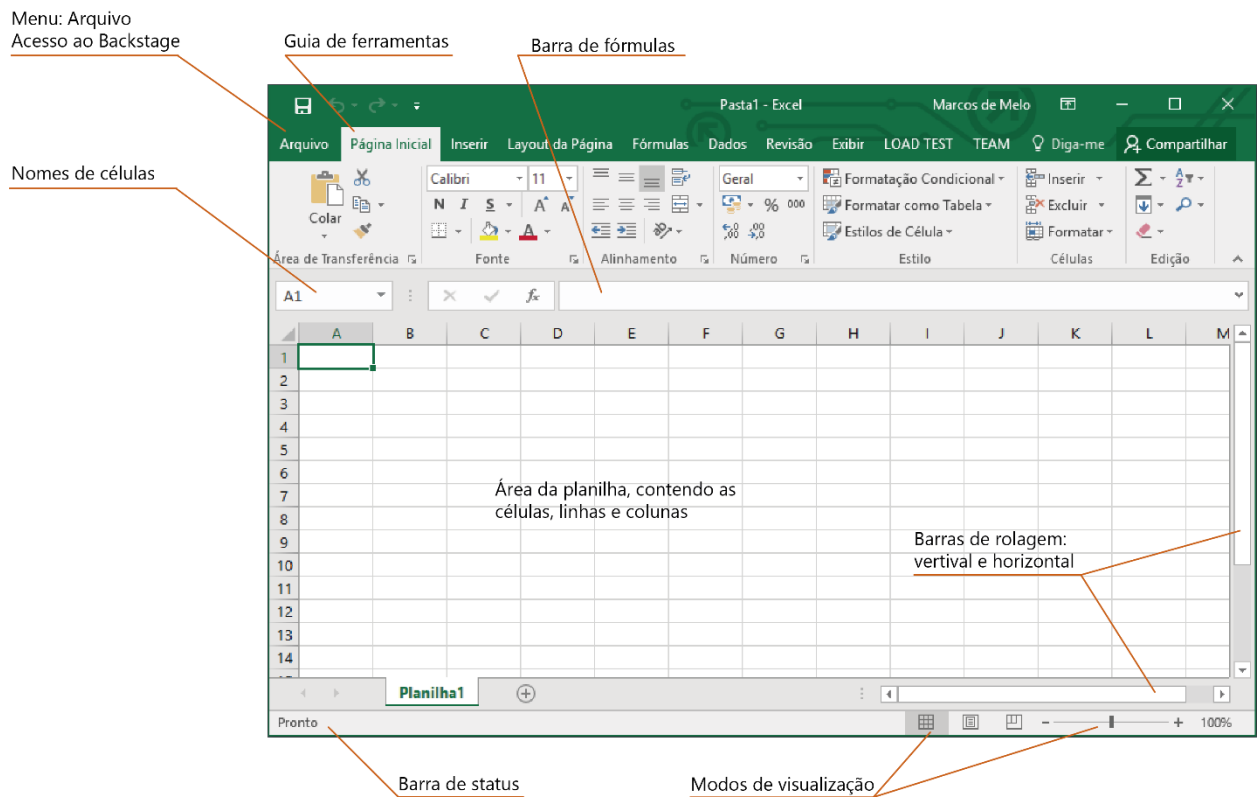 Menu: Arquivo
Acesso ao Backstage
Guia de ferramentas
Barra de fórmulas
Pasta1 - Excel
Marcos de Melo
Arquivo Página Inicial Inserir Layout da Página Fórmulas Dados Revisão Exibir LOAD TEST TEAM Diga-me Compartilhar
Nomes de células
Calibri 11 Geral Formatação Condicional Inserir Σ
N I S A A % 000 Formatar como Tabela Excluir
Colar
A ,00 Estilos de Célula Formatar
Área de Transferência Fonte Alinhamento Número Estilo Células Edição
A1 fx
A B C D E F G H I J K L M
1
2
3
4
5
6
Área da planilha, contendo as
7
células, linhas e colunas
8
9
Barras de rolagem:
10
vertival e horizontal
11
12
13
14
Planilha1
Pronto
100%
Barra de status
Modos de visualização